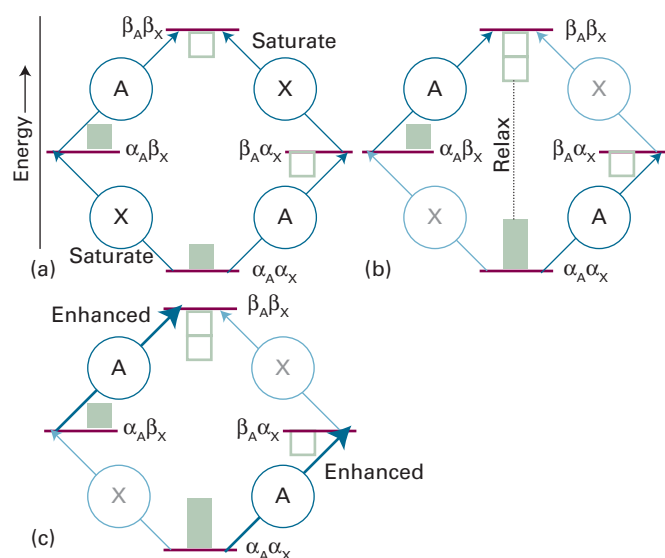 β_Aβ_X
Saturate
A
X
Energy →
α_Aβ_X
β_Aα_X
X
A
Saturate
(a)
α_Aα_X
β_Aβ_X
A
X
α_Aβ_X
Relax
β_Aα_X
X
A
(b)
α_Aα_X
Enhanced
β_Aβ_X
A
X
α_Aβ_X
β_Aα_X
Enhanced
X
A
(c)
α_Aα_X